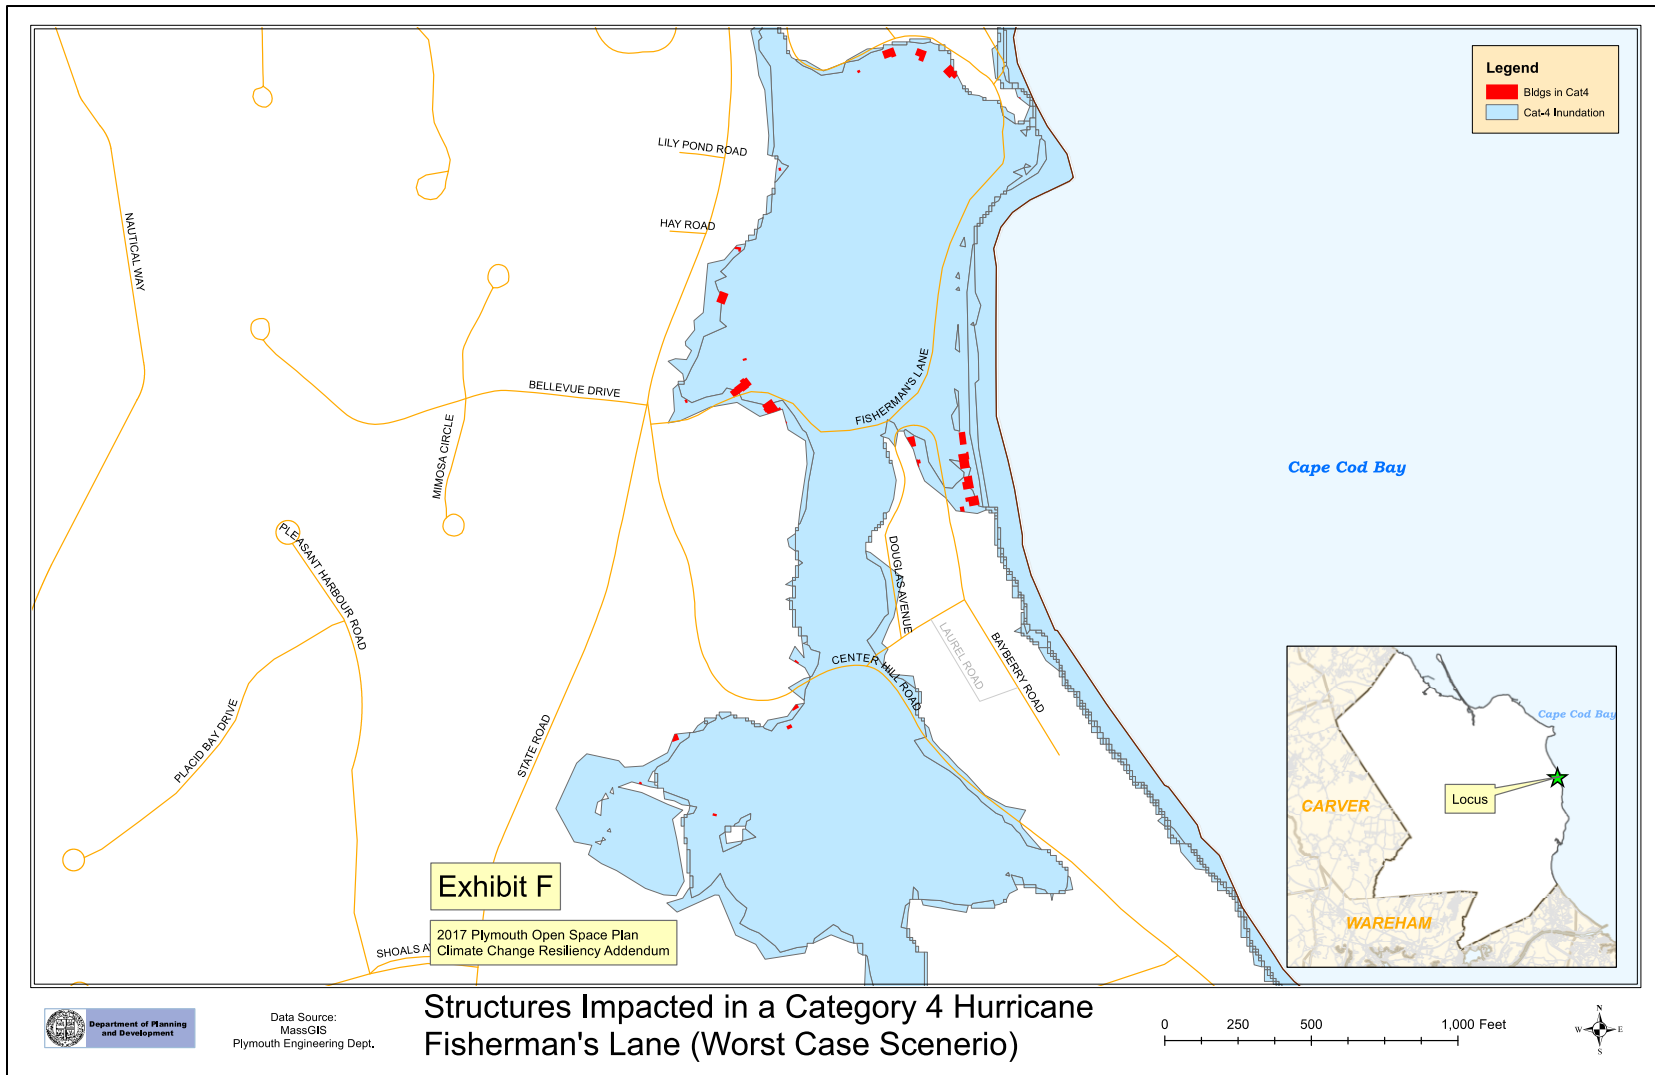 Legend
Bldgs in Cat4
Cat-4 Inundation
LILY POND ROAD
HAY ROAD
NAUTICAL WAY
BELLEVUE DRIVE
FISHERMAN'S LANE
MIMOSA CIRCLE
Cape Cod Bay
PLEASANT HARBOUR ROAD
DOUGLAS AVENUE
LAUREL ROAD
BAYBERRY ROAD
CENTER HILL ROAD
PLACID BAY DRIVE
STATE ROAD
Cape Cod Bay
Locus
CARVER
WAREHAM
Exhibit F
2017 Plymouth Open Space Plan
Climate Change Resiliency Addendum
SHOALS AV
Department of Planning
and Development
Data Source:
MassGIS
Plymouth Engineering Dept.
Structures Impacted in a Category 4 Hurricane
Fisherman's Lane (Worst Case Scenerio)
0 250 500 1,000 Feet
N
W E
S